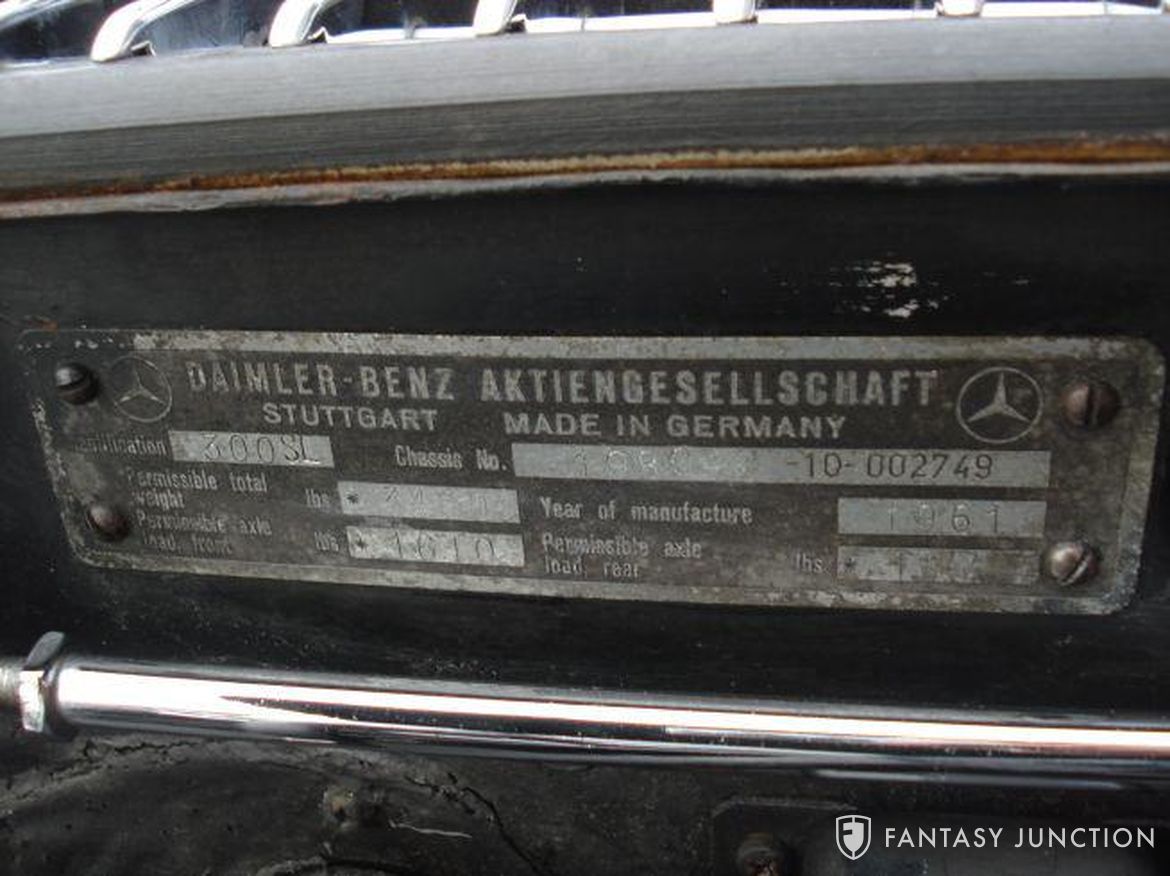 DAIMLER-BENZ AKTIENGESELLSCHAFT
STUTTGART MADE IN GERMANY
300SL Chassis No. -10-002749
Permissible total
weight lbs *
Year of manufacture 1961
Permissible axle
load, front lbs * 1610
Perminsible axle
load, rear lbs *
FANTASY JUNCTION